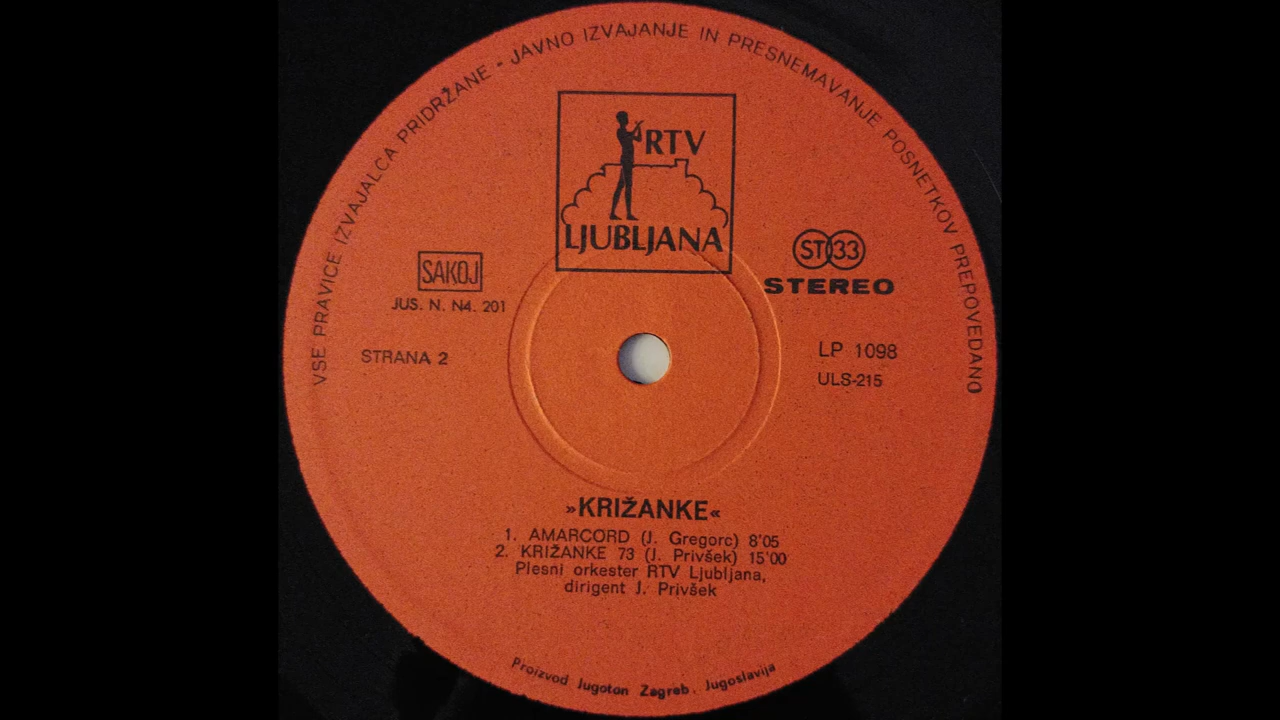 VSE PRAVICE IZVAJALCA PRIDRŽANE - JAVNO IZVAJANJE IN PRESNEMAVANJE POSNETKOV PREPOVEDANO
RTV
LJUBLJANA
SAKOJ
JUS. N. N4. 201
STRANA 2
ST 33
STEREO
LP 1098
ULS-215
»KRIŽANKE«
1. AMARCORD (J. Gregorc) 8'05
2. KRIŽANKE 73 (J. Privšek) 15'00
Plesni orkester RTV Ljubljana,
dirigent J. Privšek
Proizvod Jugoton Zagreb, Jugoslavija